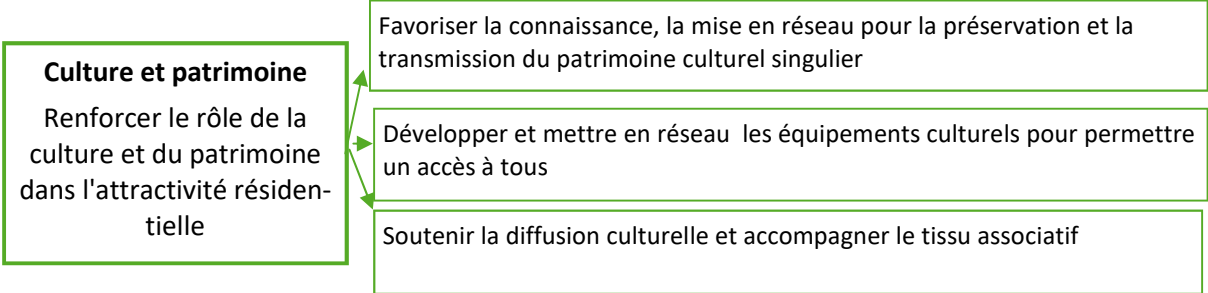 Culture et patrimoine
Renforcer le rôle de la
culture et du patrimoine
dans l'attractivité résiden-
tielle
Favoriser la connaissance, la mise en réseau pour la préservation et la
transmission du patrimoine culturel singulier
Développer et mettre en réseau  les équipements culturels pour permettre
un accès à tous
Soutenir la diffusion culturelle et accompagner le tissu associatif